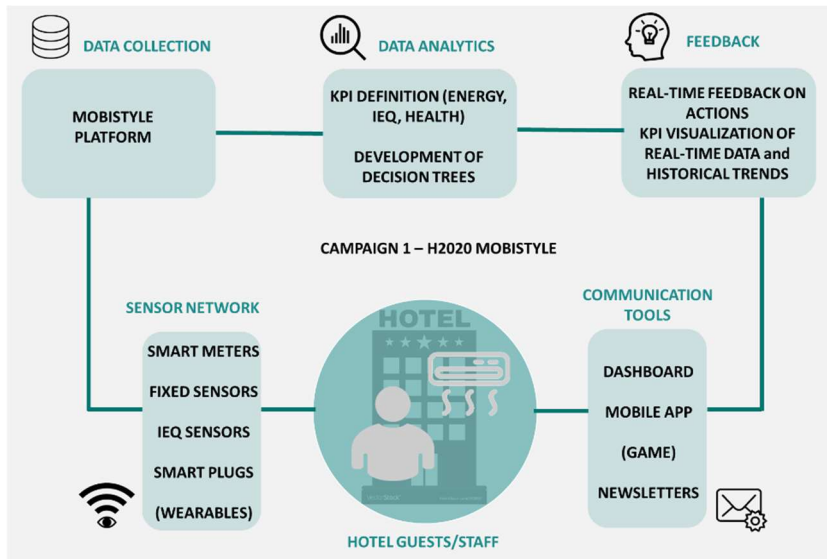 DATA COLLECTION
DATA ANALYTICS
FEEDBACK
MOBISTYLE
PLATFORM
KPI DEFINITION (ENERGY,
IEQ, HEALTH)
DEVELOPMENT OF
DECISION TREES
REAL-TIME FEEDBACK ON
ACTIONS
KPI VISUALIZATION OF
REAL-TIME DATA and
HISTORICAL TRENDS
CAMPAIGN 1 – H2020 MOBISTYLE
SENSOR NETWORK
SMART METERS
FIXED SENSORS
IEQ SENSORS
SMART PLUGS
(WEARABLES)
HOTEL
HOTEL GUESTS/STAFF
COMMUNICATION
TOOLS
DASHBOARD
MOBILE APP
(GAME)
NEWSLETTERS